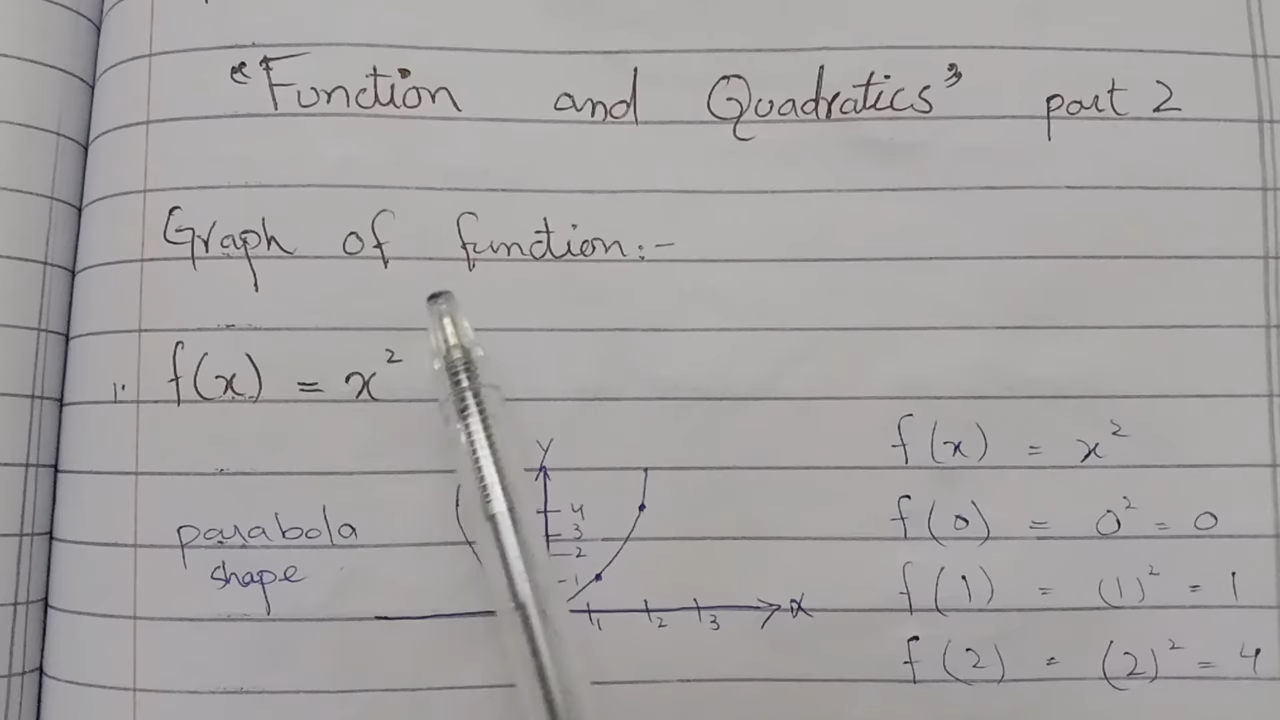 "Function and Quadratics" part 2
Graph of function:-
1. f(x) = x²
f(x) = x²
f(0) = 0² = 0
f(1) = (1)² = 1
f(2) = (2)² = 4
parabola
shape
y
4
3
2
1
1 2 3 x